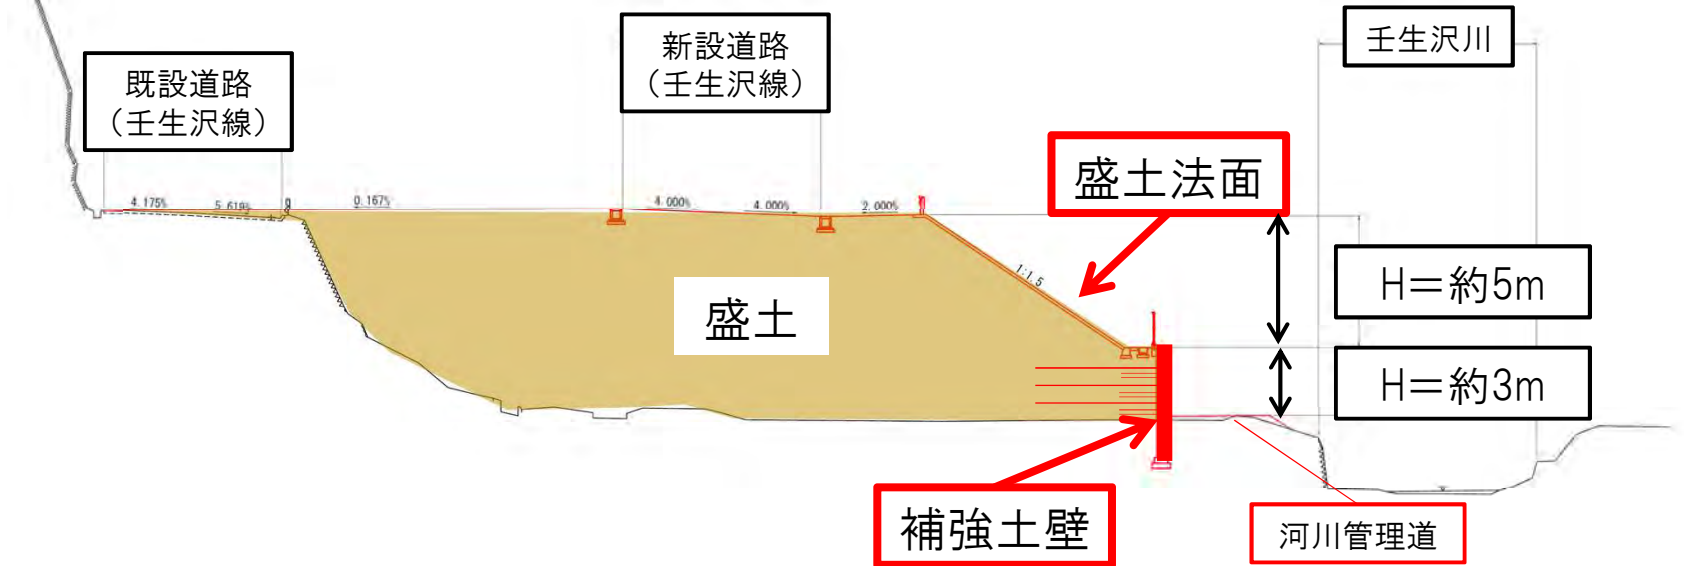 壬生沢川
新設道路
（壬生沢線）
既設道路
（壬生沢線）
盛土法面
4.175%
5.619%
0.167%
4.000%
4.000%
2.000%
1:1.5
H＝約5m
盛土
H＝約3m
補強土壁
河川管理道